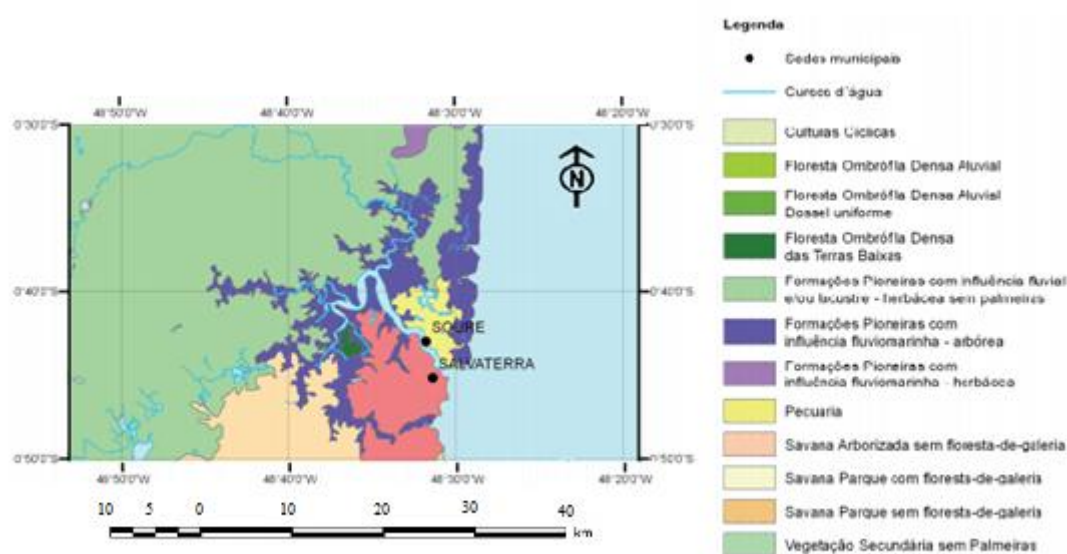 Legenda
Sedes municipais
Cursos d'água
Culturas Cíclicas
Floresta Ombrófila Densa Aluvial
Floresta Ombrófila Densa Aluvial
Dossel uniforme
Floresta Ombrófila Densa
das Terras Baixas
Formações Pioneiras com influência fluvial
e/ou lacustre - herbácea sem palmeiras
Formações Pioneiras com
influência fluviomarinha - arbórea
Formações Pioneiras com
influência fluviomarinha - herbácea
Pecuaria
Savana Arborizada sem floresta-de-galeria
Savana Parque com floresta-de-galeria
Savana Parque sem floresta-de-galeria
Vegetação Secundária sem Palmeiras
48°50'0"W 48°40'0"W 48°30'0"W 48°20'0"W
0°30'0"S 0°30'0"S
N
0°40'0"S 0°40'0"S
SOURE
SALVATERRA
0°50'0"S 0°50'0"S
48°50'0"W 48°40'0"W 48°30'0"W 48°20'0"W
10 5 0 10 20 25 30 40
km